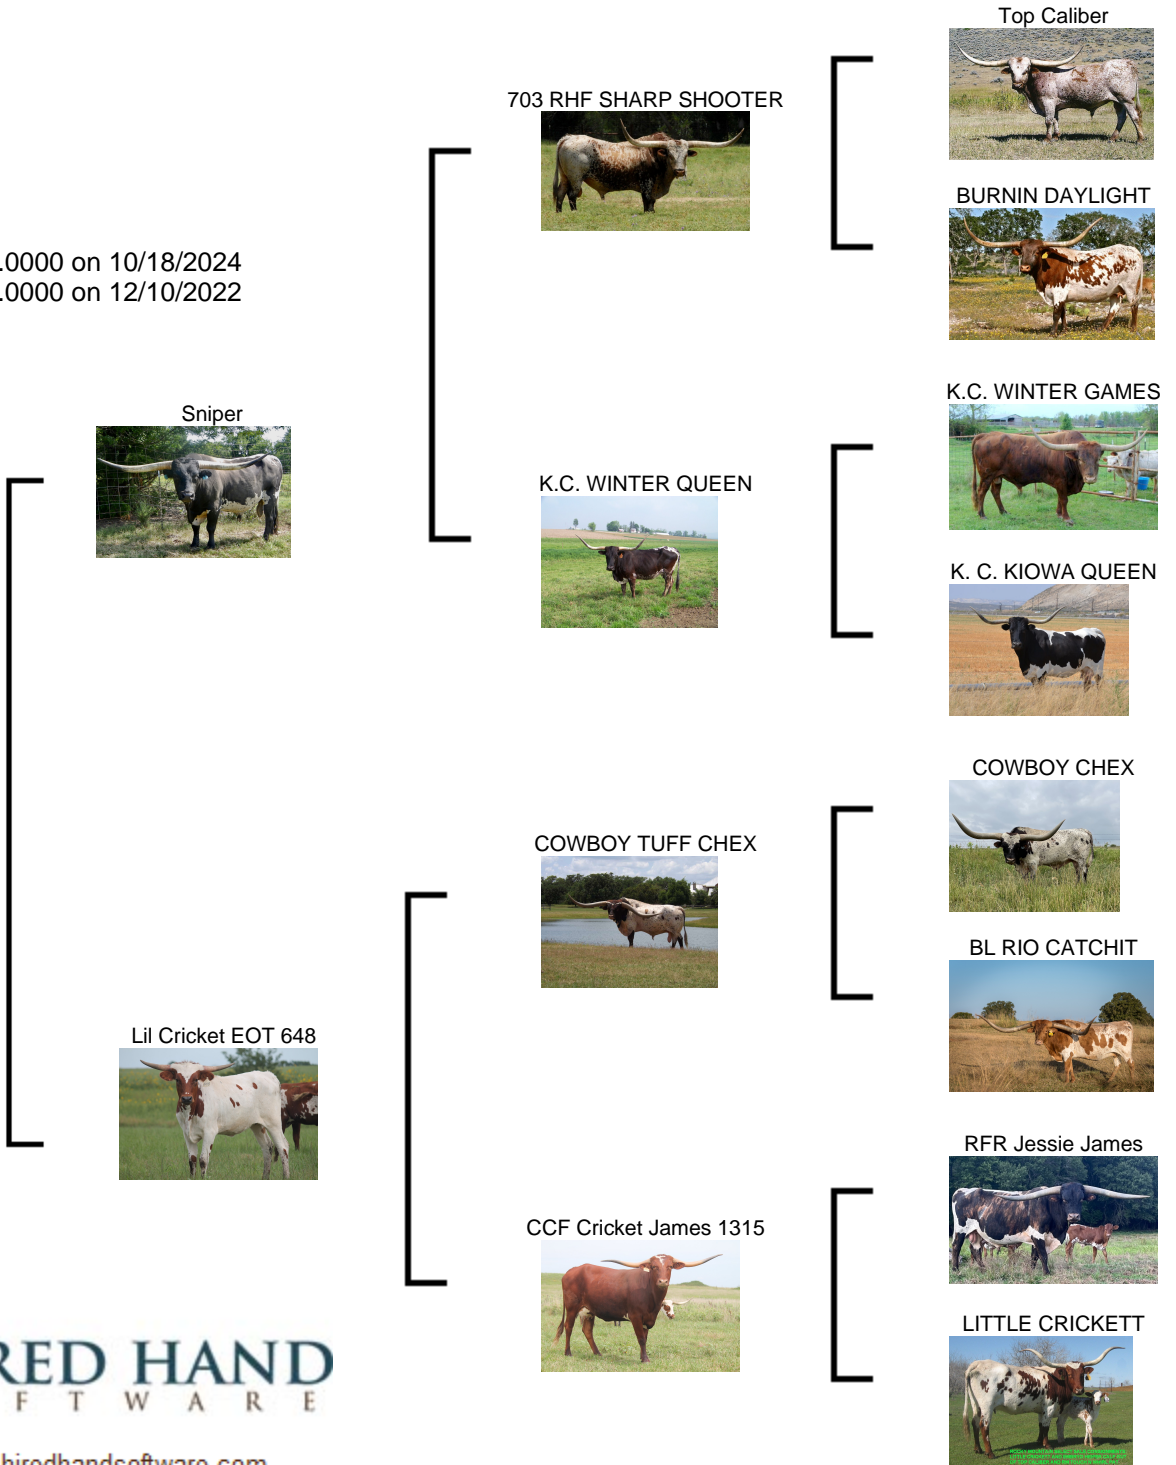 Top Caliber
703 RHF SHARP SHOOTER
BURNIN DAYLIGHT
.0000 on 10/18/2024
.0000 on 12/10/2022
K.C. WINTER GAMES
Sniper
K.C. WINTER QUEEN
K. C. KIOWA QUEEN
COWBOY CHEX
COWBOY TUFF CHEX
BL RIO CATCHIT
Lil Cricket EOT 648
RFR Jessie James
CCF Cricket James 1315
LITTLE CRICKETT
RED HAND
F T W A R E
hiredhandsoftware.com